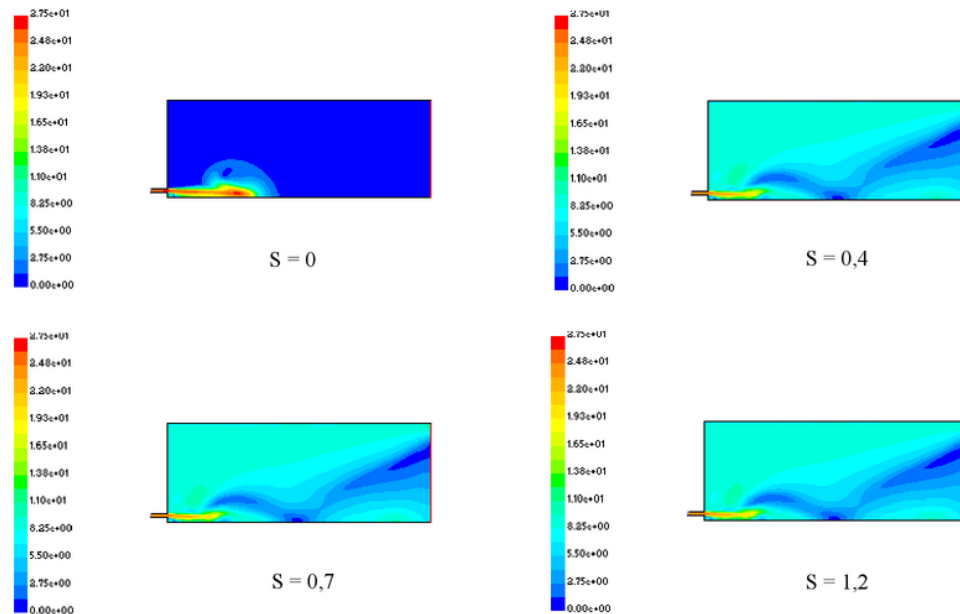 2.75e+01
2.48e+01
2.20e+01
1.93e+01
1.65e+01
1.38e+01
1.10e+01
8.25e+00
5.50e+00
2.75e+00
0.00e+00
S = 0
2.75e+01
2.48e+01
2.20e+01
1.93e+01
1.65e+01
1.38e+01
1.10e+01
8.25e+00
5.50e+00
2.75e+00
0.00e+00
S = 0,4
2.75e+01
2.48e+01
2.20e+01
1.93e+01
1.65e+01
1.38e+01
1.10e+01
8.25e+00
5.50e+00
2.75e+00
0.00e+00
S = 0,7
2.75e+01
2.48e+01
2.20e+01
1.93e+01
1.65e+01
1.38e+01
1.10e+01
8.25e+00
5.50e+00
2.75e+00
0.00e+00
S = 1,2